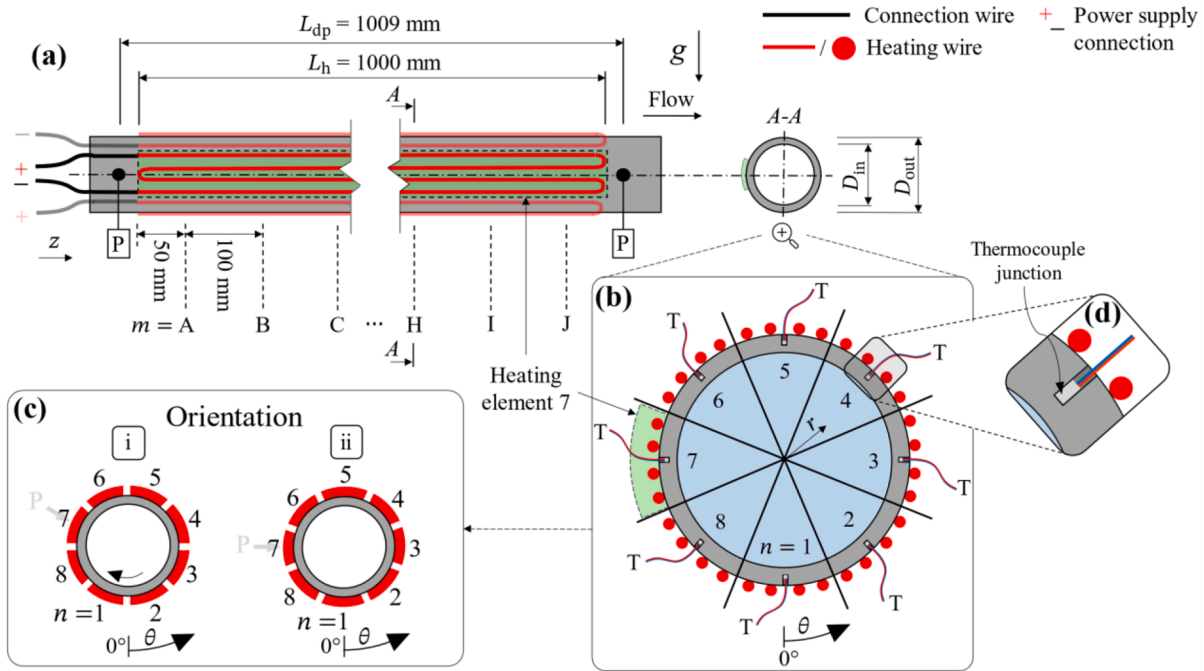 (a)
L_dp = 1009 mm
L_h = 1000 mm
A
g
Flow
Connection wire
/
Heating wire
+
−
Power supply
connection
A-A
D_in
D_out
−
+
−
+
P
P
z
50 mm
100 mm
m = A
B
C
...
H
I
J
A
Heating
element 7
Thermocouple
junction
(b)
T
T
T
T
T
T
T
T
5
6
4
r
7
3
8
2
n = 1
θ
0°
(d)
(c)
Orientation
i
ii
6
5
P
7
4
8
3
n =1
2
0°
θ
5
6
4
P
7
3
8
2
n =1
0°
θ